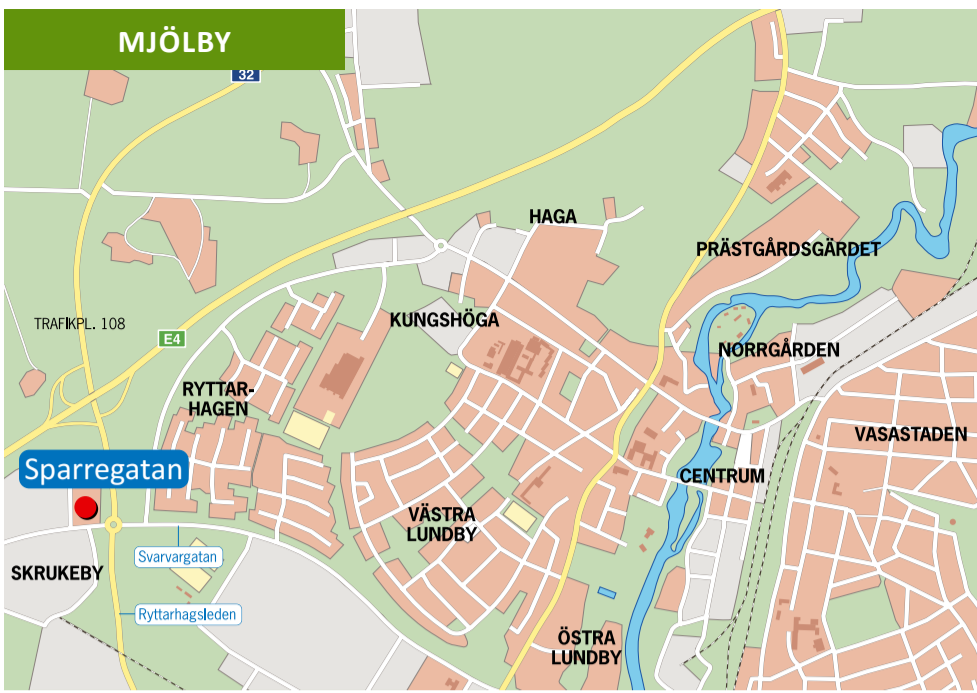 MJÖLBY
32
HAGA
PRÄSTGÅRDSGÄRDET
TRAFIKPL. 108
E4
KUNGSHÖGA
NORRGÅRDEN
RYTTAR-
HAGEN
VASASTADEN
Sparregatan
CENTRUM
VÄSTRA
LUNDBY
Svarvargatan
SKRUKEBY
Ryttarhagsleden
ÖSTRA
LUNDBY